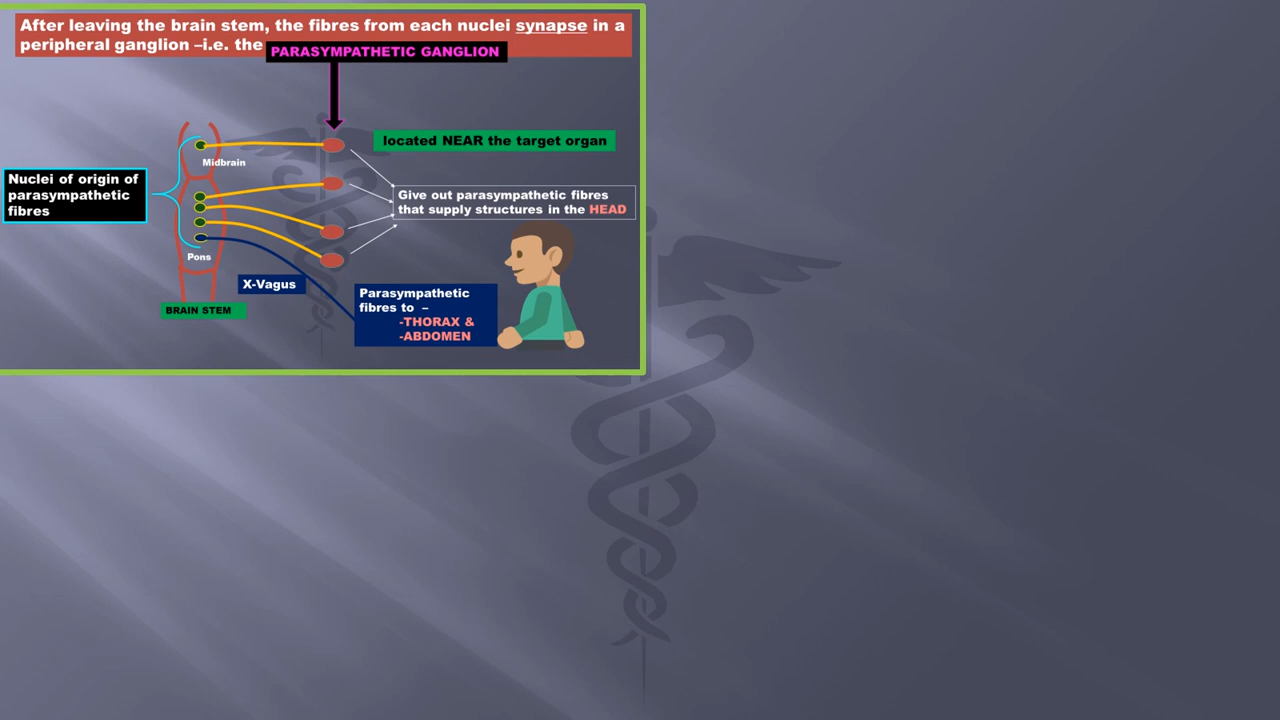 After leaving the brain stem, the fibres from each nuclei synapse in a
peripheral ganglion –i.e. the
PARASYMPATHETIC GANGLION
located NEAR the target organ
Midbrain
Nuclei of origin of
parasympathetic
fibres
Give out parasympathetic fibres
that supply structures in the HEAD
Pons
X-Vagus
BRAIN STEM
Parasympathetic
fibres to –
-THORAX &
-ABDOMEN